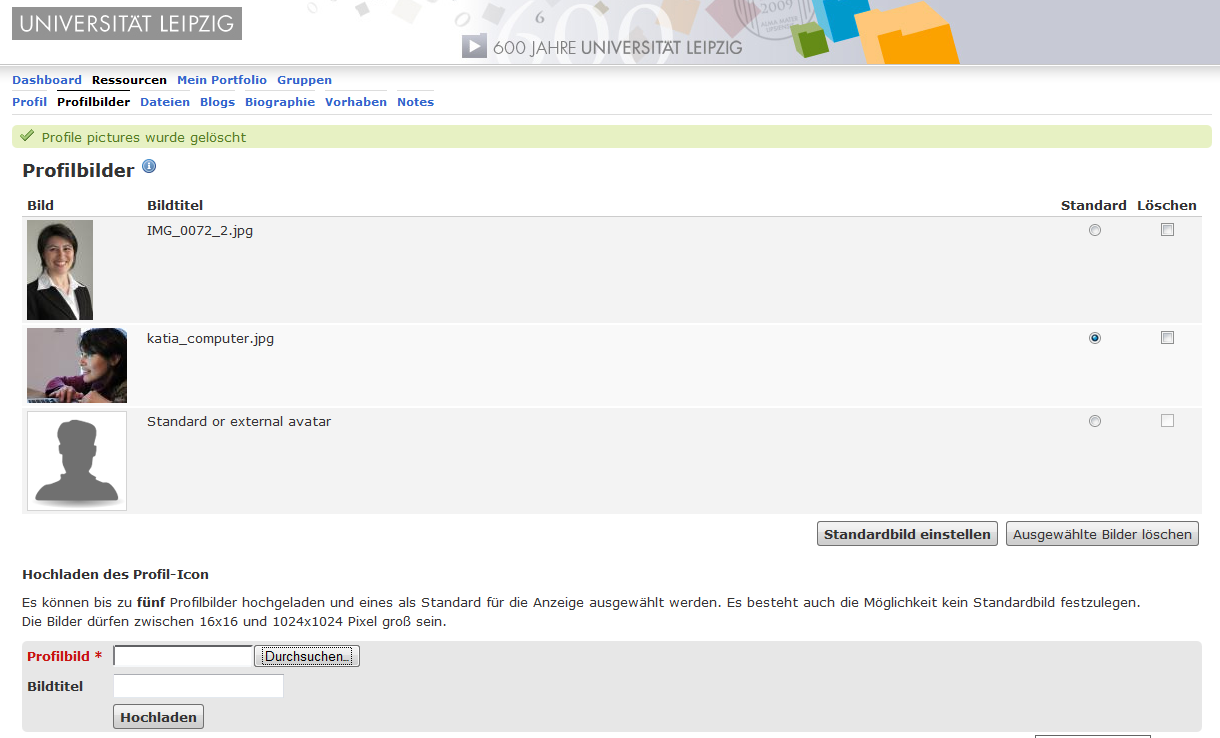 UNIVERSITÄT LEIPZIG
600
6
2009
600 JAHRE UNIVERSITÄT LEIPZIG
Dashboard Ressourcen Mein Portfolio Gruppen
Profil Profilbilder Dateien Blogs Biographie Vorhaben Notes
Profile pictures wurde gelöscht
Profilbilder
Bild Bildtitel Standard Löschen
IMG_0072_2.jpg
katia_computer.jpg
Standard or external avatar
Standardbild einstellen Ausgewählte Bilder löschen
Hochladen des Profil-Icon
Es können bis zu fünf Profilbilder hochgeladen und eines als Standard für die Anzeige ausgewählt werden. Es besteht auch die Möglichkeit kein Standardbild festzulegen.
Die Bilder dürfen zwischen 16x16 und 1024x1024 Pixel groß sein.
Profilbild * Durchsuchen...
Bildtitel
Hochladen